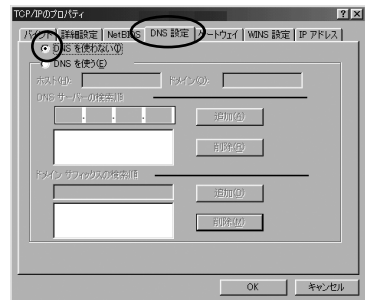 TCP/IPのプロパティ
バインド 詳細設定 NetBIOS DNS 設定 ゲートウェイ WINS 設定 IP アドレス
DNS を使わない(I)
DNS を使う(E)
ホスト(H): ドメイン(O):
DNS サーバーの検索順
追加(A)
削除(R)
ドメイン サフィックスの検索順
追加(D)
削除(M)
OK キャンセル